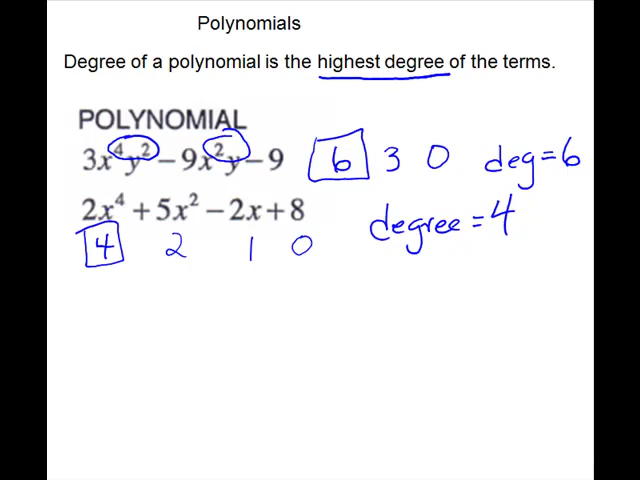 Polynomials
Degree of a polynomial is the highest degree of the terms.
POLYNOMIAL
3x⁴y² − 9x²y − 9 6 3 0 deg = 6
2x⁴ + 5x² − 2x + 8 degree = 4
4 2 1 0